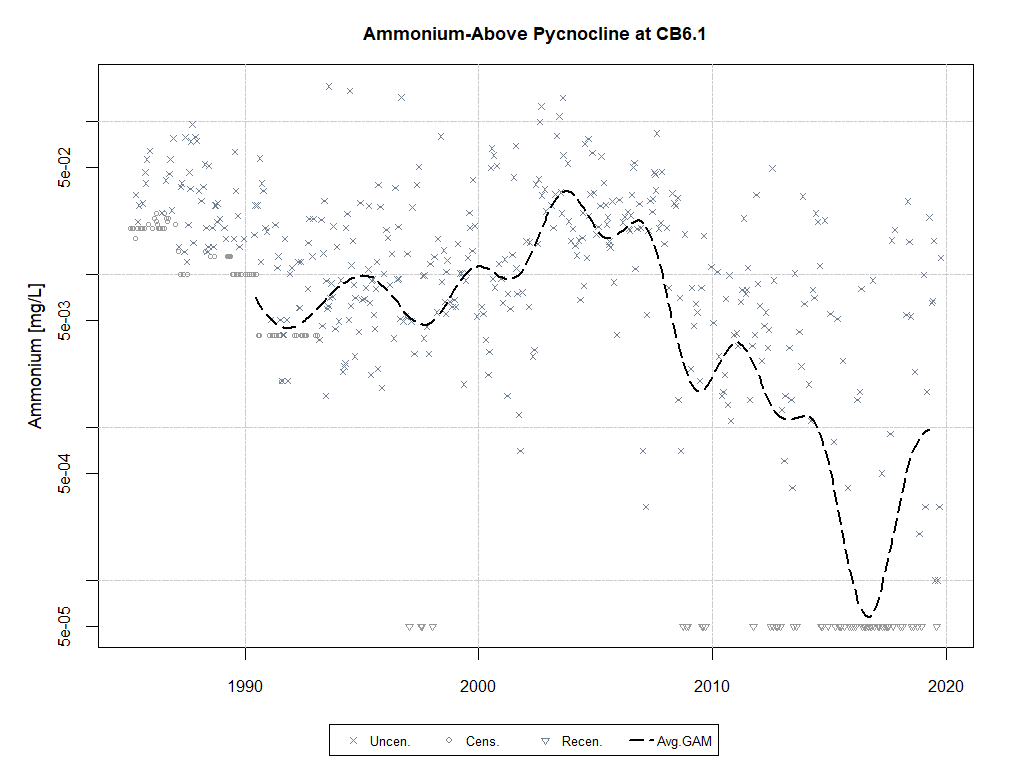 Ammonium-Above Pycnocline at CB6.1
Ammonium [mg/L]
5e-02
5e-03
5e-04
5e-05
1990 2000 2010 2020
Uncen. Cens. Recen. Avg.GAM